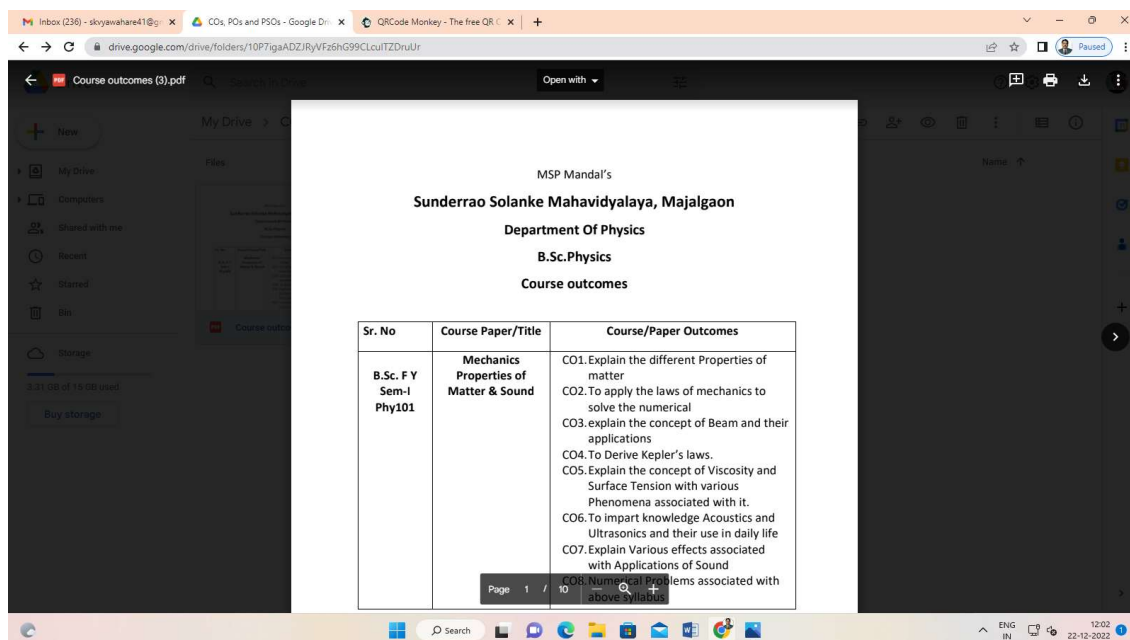 Inbox (236) - skvyawahare41@g
COs, POs and PSOs - Google Dri
QRCode Monkey - The free QR C
drive.google.com/drive/folders/10P7igaADZJRyVFz6hG99CLcuITZDruUr
Paused
Course outcomes (3).pdf
Search in Drive
Open with
New
My Drive
My Drive
Computers
Shared with me
Recent
Starred
Bin
Storage
Buy storage
Files
Name
Course outco
MSP Mandal's
Sunderrao Solanke Mahavidyalaya, Majalgaon
Department Of Physics
B.Sc.Physics
Course outcomes
Sr. No Course Paper/Title Course/Paper Outcomes
B.Sc. F Y
Sem-I
Phy101
Mechanics
Properties of
Matter & Sound
CO1.Explain the different Properties of
matter
CO2.To apply the laws of mechanics to
solve the numerical
CO3.explain the concept of Beam and their
applications
CO4.To Derive Kepler's laws.
CO5.Explain the concept of Viscosity and
Surface Tension with various
Phenomena associated with it.
CO6.To impart knowledge Acoustics and
Ultrasonics and their use in daily life
CO7.Explain Various effects associated
with Applications of Sound
CO8.Numerical Problems associated with
above syllabus
Page 1 / 10
Search
ENG
IN
12:02
22-12-2022